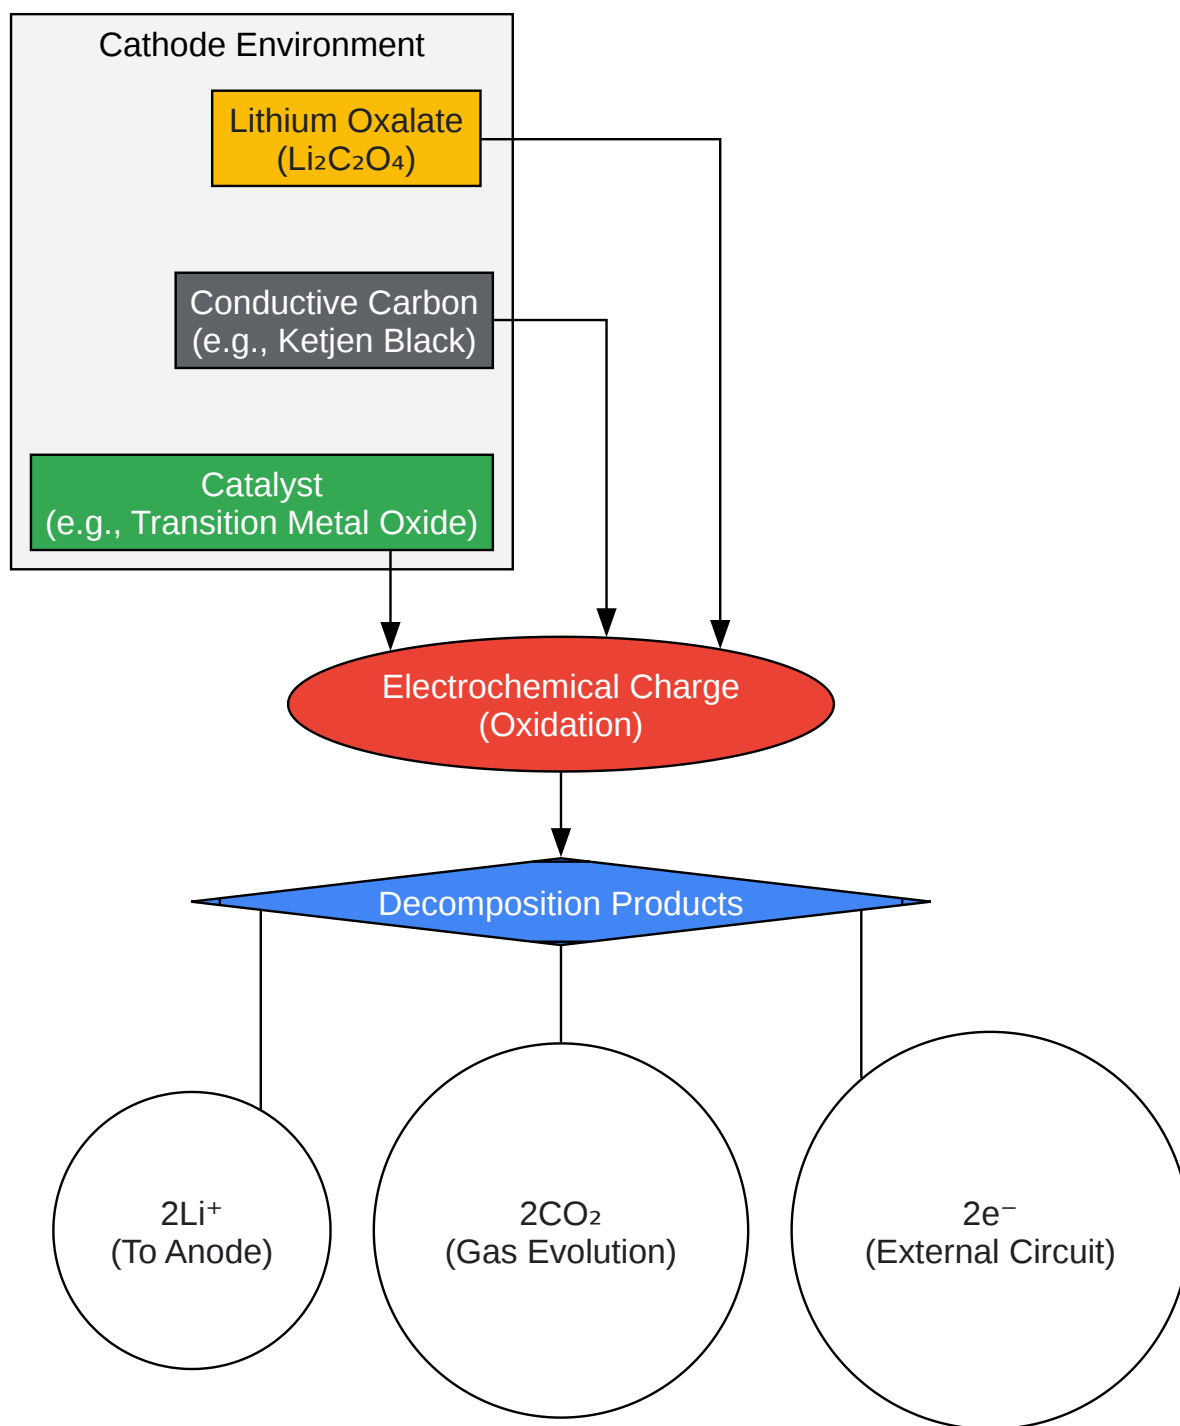 Cathode Environment
Lithium Oxalate
(Li₂C₂O₄)
Conductive Carbon
(e.g., Ketjen Black)
Catalyst
(e.g., Transition Metal Oxide)
Electrochemical Charge
(Oxidation)
Decomposition Products
2Li⁺
(To Anode)
2CO₂
(Gas Evolution)
2e⁻
(External Circuit)